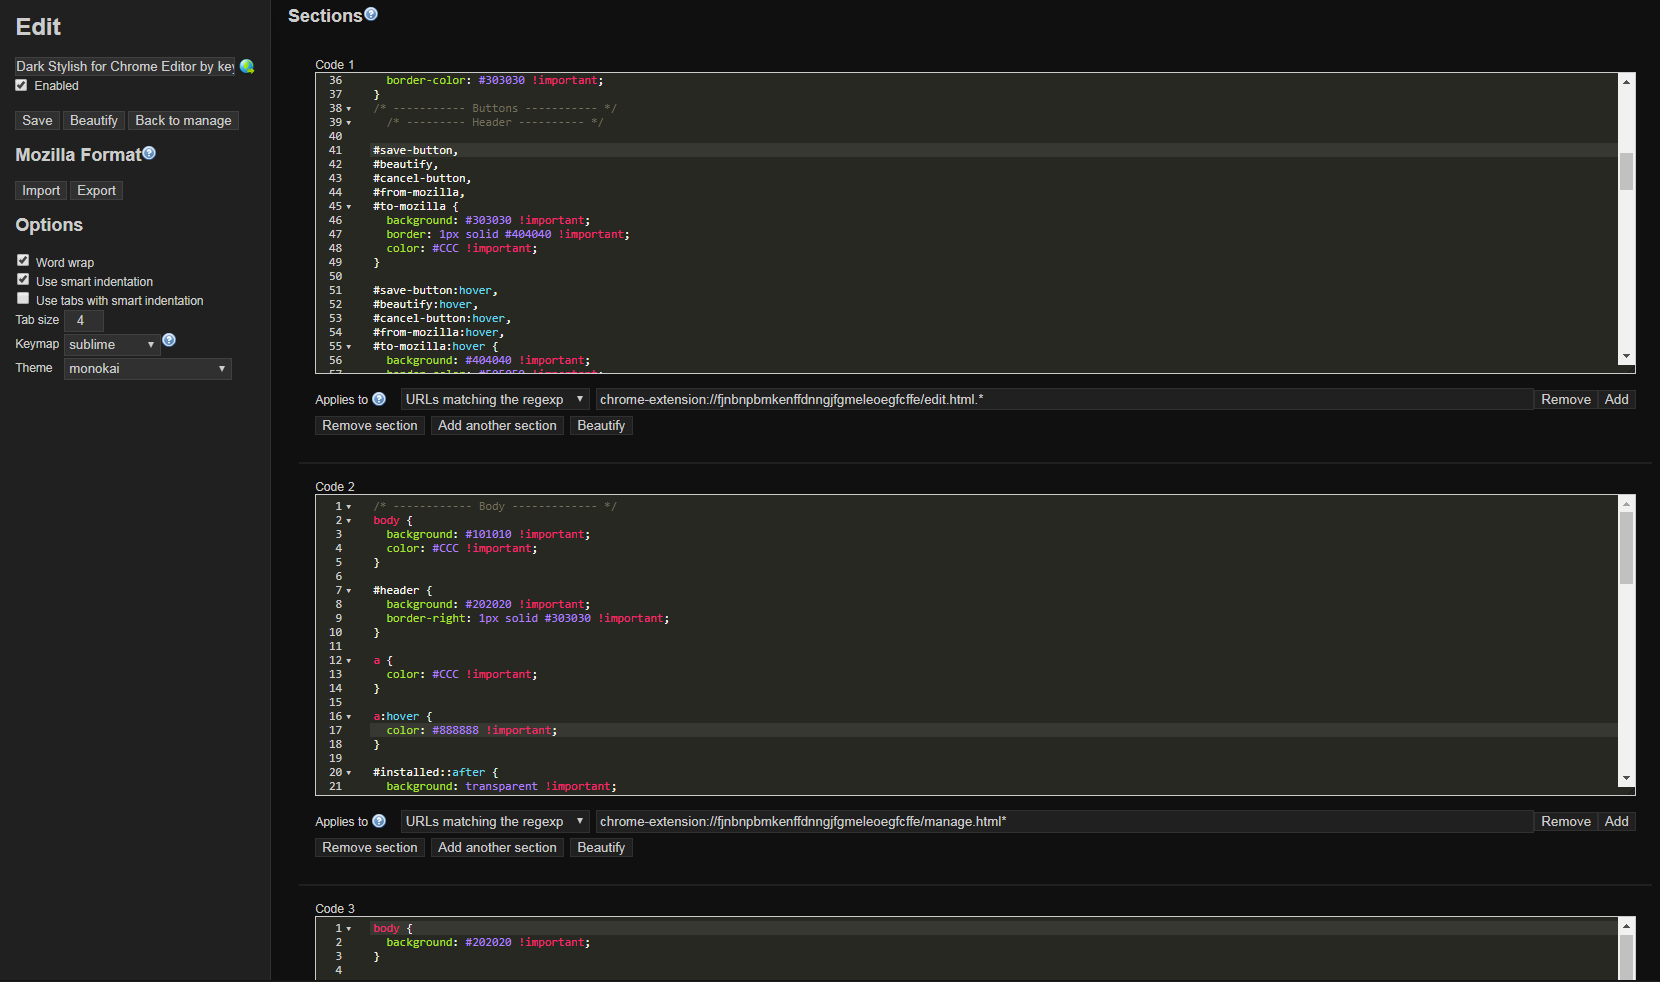 Edit
Dark Stylish for Chrome Editor by key
Enabled
Save Beautify Back to manage
Mozilla Format
Import Export
Options
Word wrap
Use smart indentation
Use tabs with smart indentation
Tab size 4
Keymap sublime
Theme monokai
Sections
Code 1
36 border-color: #303030 !important;
37 }
38 /* ----------- Buttons ----------- */
39 /* --------- Header ---------- */
40
41 #save-button,
42 #beautify,
43 #cancel-button,
44 #from-mozilla,
45 #to-mozilla {
46 background: #303030 !important;
47 border: 1px solid #404040 !important;
48 color: #CCC !important;
49 }
50
51 #save-button:hover,
52 #beautify:hover,
53 #cancel-button:hover,
54 #from-mozilla:hover,
55 #to-mozilla:hover {
56 background: #404040 !important;
57 border-color: #505050 !important;
Applies to URLs matching the regexp chrome-extension://fjnbnpbmkenffdnngjfgmeleoegfcffe/edit.html.* Remove Add
Remove section Add another section Beautify
Code 2
1 /* ------------ Body ------------- */
2 body {
3 background: #101010 !important;
4 color: #CCC !important;
5 }
6
7 #header {
8 background: #202020 !important;
9 border-right: 1px solid #303030 !important;
10 }
11
12 a {
13 color: #CCC !important;
14 }
15
16 a:hover {
17 color: #888888 !important;
18 }
19
20 #installed::after {
21 background: transparent !important;
Applies to URLs matching the regexp chrome-extension://fjnbnpbmkenffdnngjfgmeleoegfcffe/manage.html* Remove Add
Remove section Add another section Beautify
Code 3
1 body {
2 background: #202020 !important;
3 }
4